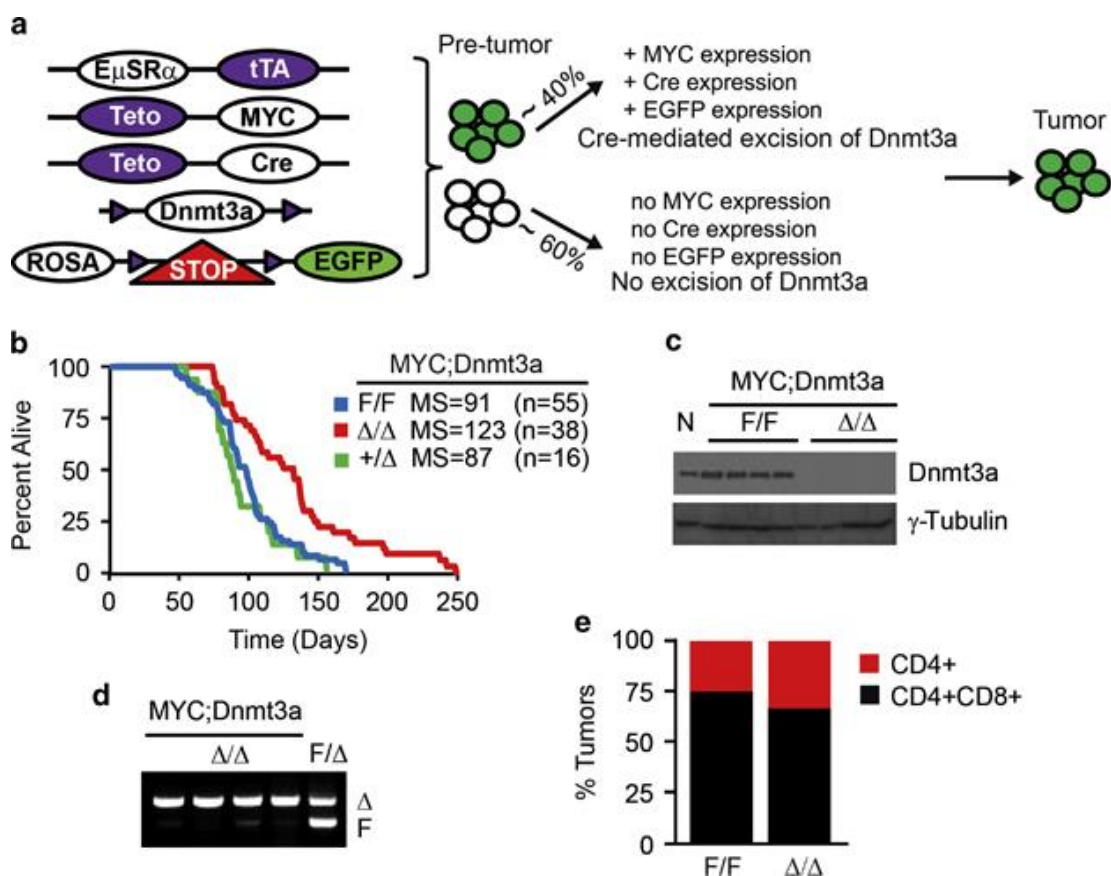 a
EμSRα tTA
Teto MYC
Teto Cre
Dnmt3a
ROSA STOP EGFP
Pre-tumor
~ 40%
+ MYC expression
+ Cre expression
+ EGFP expression
Cre-mediated excision of Dnmt3a
~ 60%
no MYC expression
no Cre expression
no EGFP expression
No excision of Dnmt3a
Tumor
b
MYC;Dnmt3a
F/F MS=91 (n=55)
Δ/Δ MS=123 (n=38)
+/Δ MS=87 (n=16)
Percent Alive
100
75
50
25
0
0 50 100 150 200 250
Time (Days)
c
MYC;Dnmt3a
N F/F Δ/Δ
Dnmt3a
γ-Tubulin
d
MYC;Dnmt3a
Δ/Δ F/Δ
Δ
F
e
% Tumors
100
75
50
25
0
F/F Δ/Δ
CD4+
CD4+CD8+